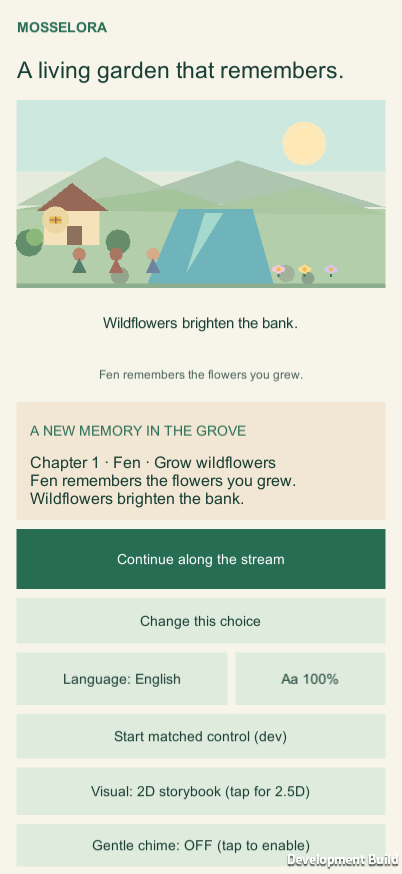 MOSSELORA
A living garden that remembers.
Wildflowers brighten the bank.
Fen remembers the flowers you grew.
A NEW MEMORY IN THE GROVE
Chapter 1 · Fen · Grow wildflowers
Fen remembers the flowers you grew.
Wildflowers brighten the bank.
Continue along the stream
Change this choice
Language: English
Aa 100%
Start matched control (dev)
Visual: 2D storybook (tap for 2.5D)
Gentle chime: OFF (tap to enable)
Development Build